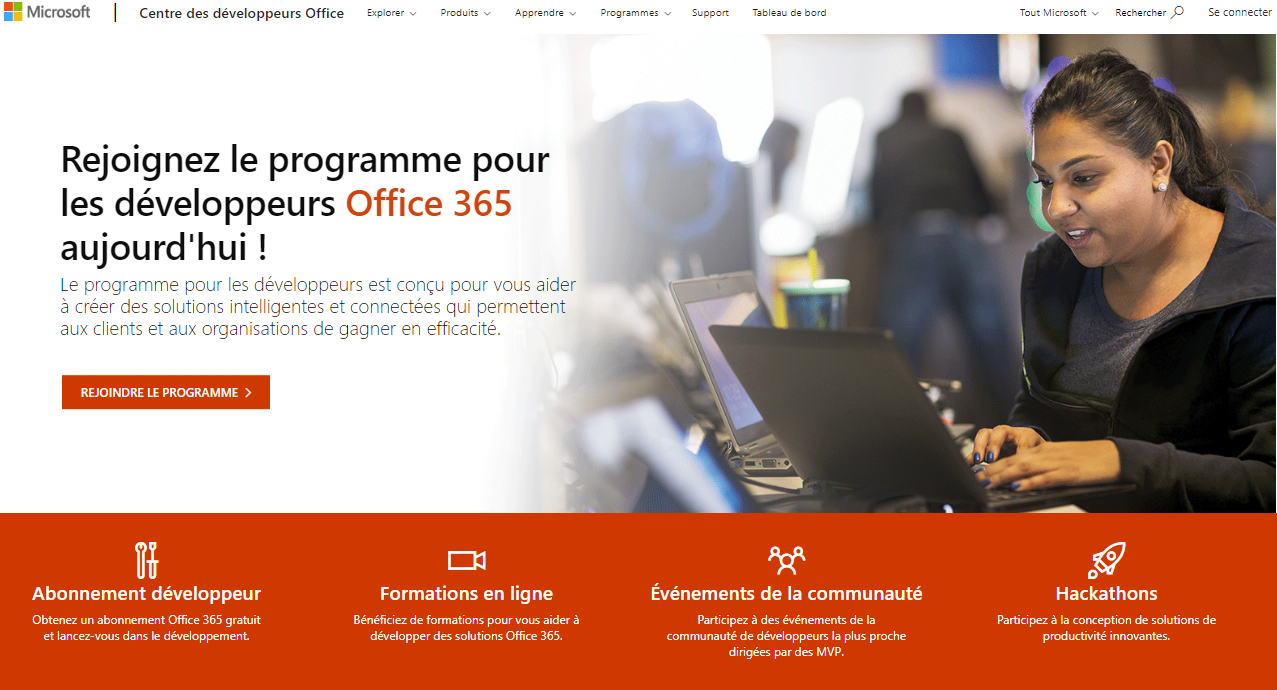 Microsoft
Centre des développeurs Office
Explorer
Produits
Apprendre
Programmes
Support
Tableau de bord
Tout Microsoft
Rechercher
Se connecter
Rejoignez le programme pour
les développeurs Office 365
aujourd'hui !
Le programme pour les développeurs est conçu pour vous aider
à créer des solutions intelligentes et connectées qui permettent
aux clients et aux organisations de gagner en efficacité.
REJOINDRE LE PROGRAMME
Abonnement développeur
Obtenez un abonnement Office 365 gratuit
et lancez-vous dans le développement.
Formations en ligne
Bénéficiez de formations pour vous aider à
développer des solutions Office 365.
Événements de la communauté
Participez à des événements de la
communauté de développeurs la plus proche
dirigées par des MVP.
Hackathons
Participez à la conception de solutions de
productivité innovantes.